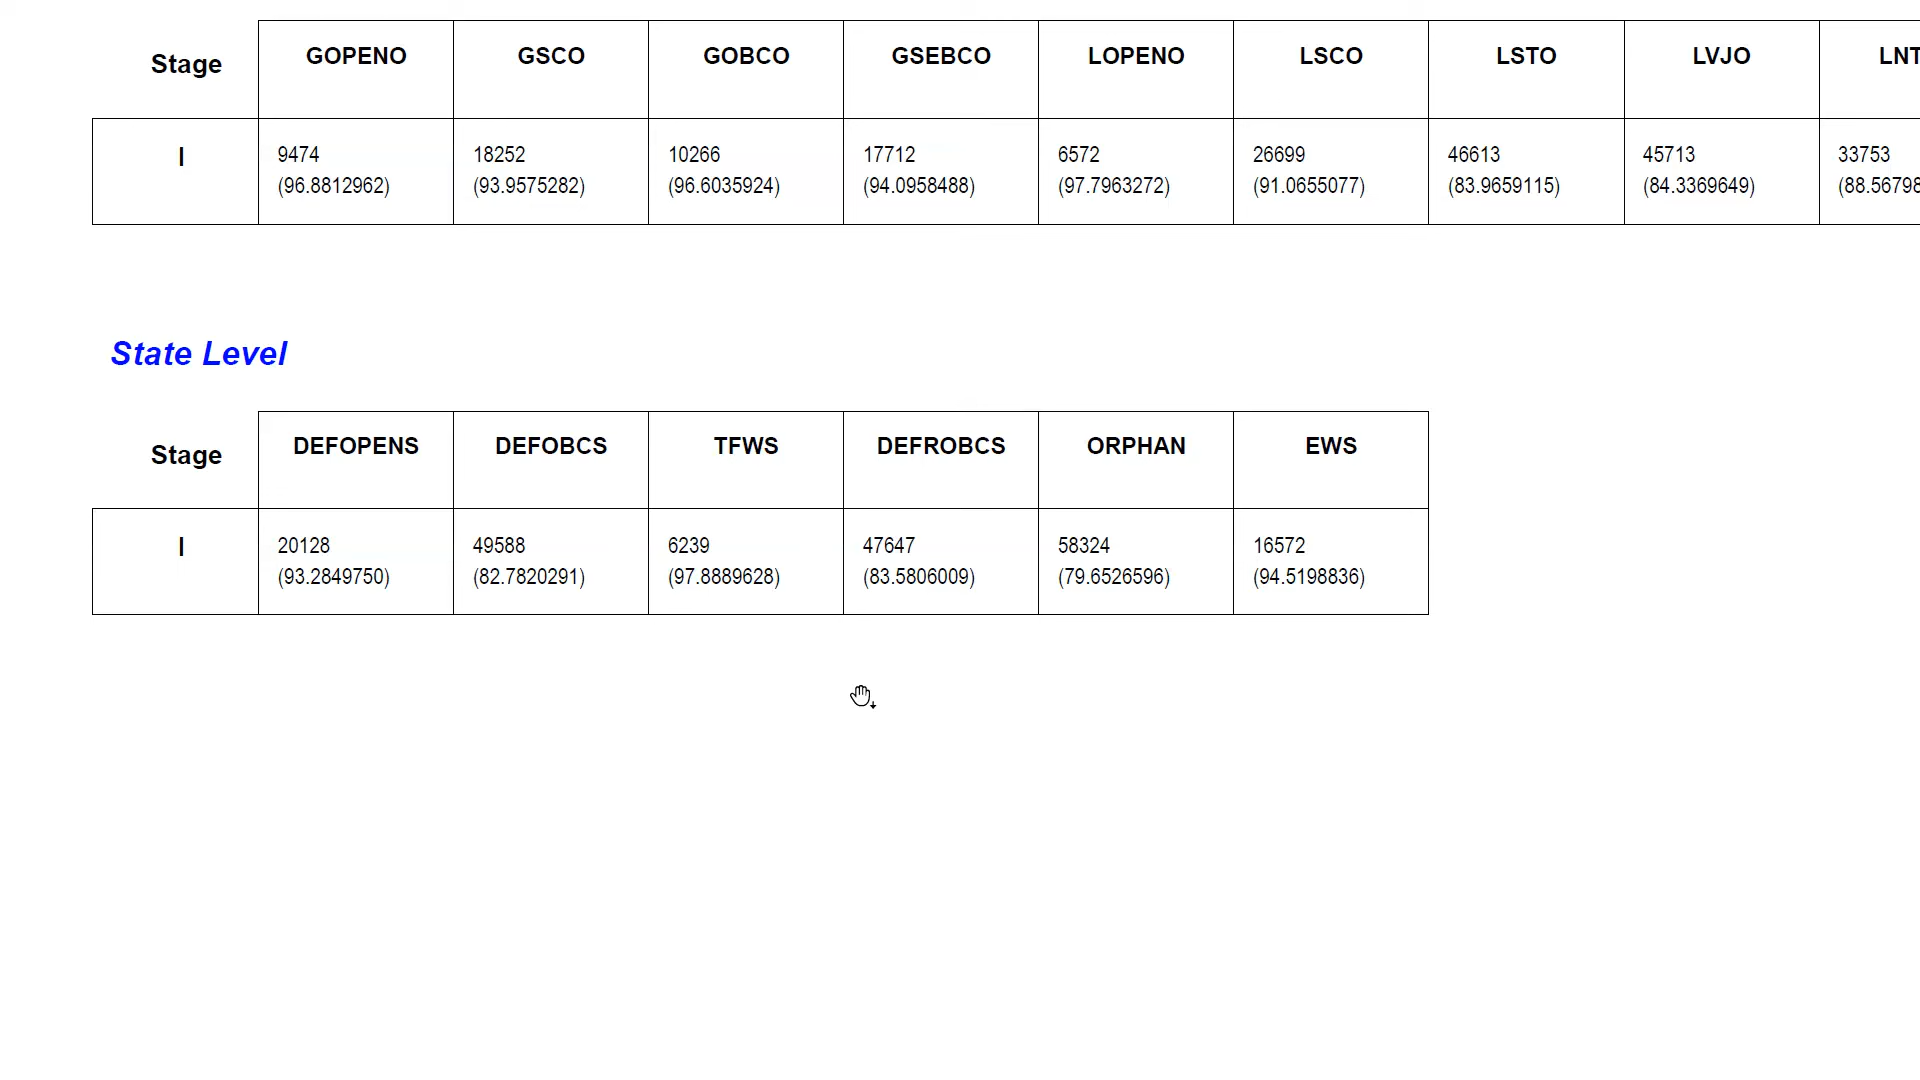 Stage GOPENO GSCO GOBCO GSEBCO LOPENO LSCO LSTO LVJO LNT
I 9474 18252 10266 17712 6572 26699 46613 45713 33753
(96.8812962) (93.9575282) (96.6035924) (94.0958488) (97.7963272) (91.0655077) (83.9659115) (84.3369649) (88.56798
State Level
Stage DEFOPENS DEFOBCS TFWS DEFROBCS ORPHAN EWS
I 20128 49588 6239 47647 58324 16572
(93.2849750) (82.7820291) (97.8889628) (83.5806009) (79.6526596) (94.5198836)